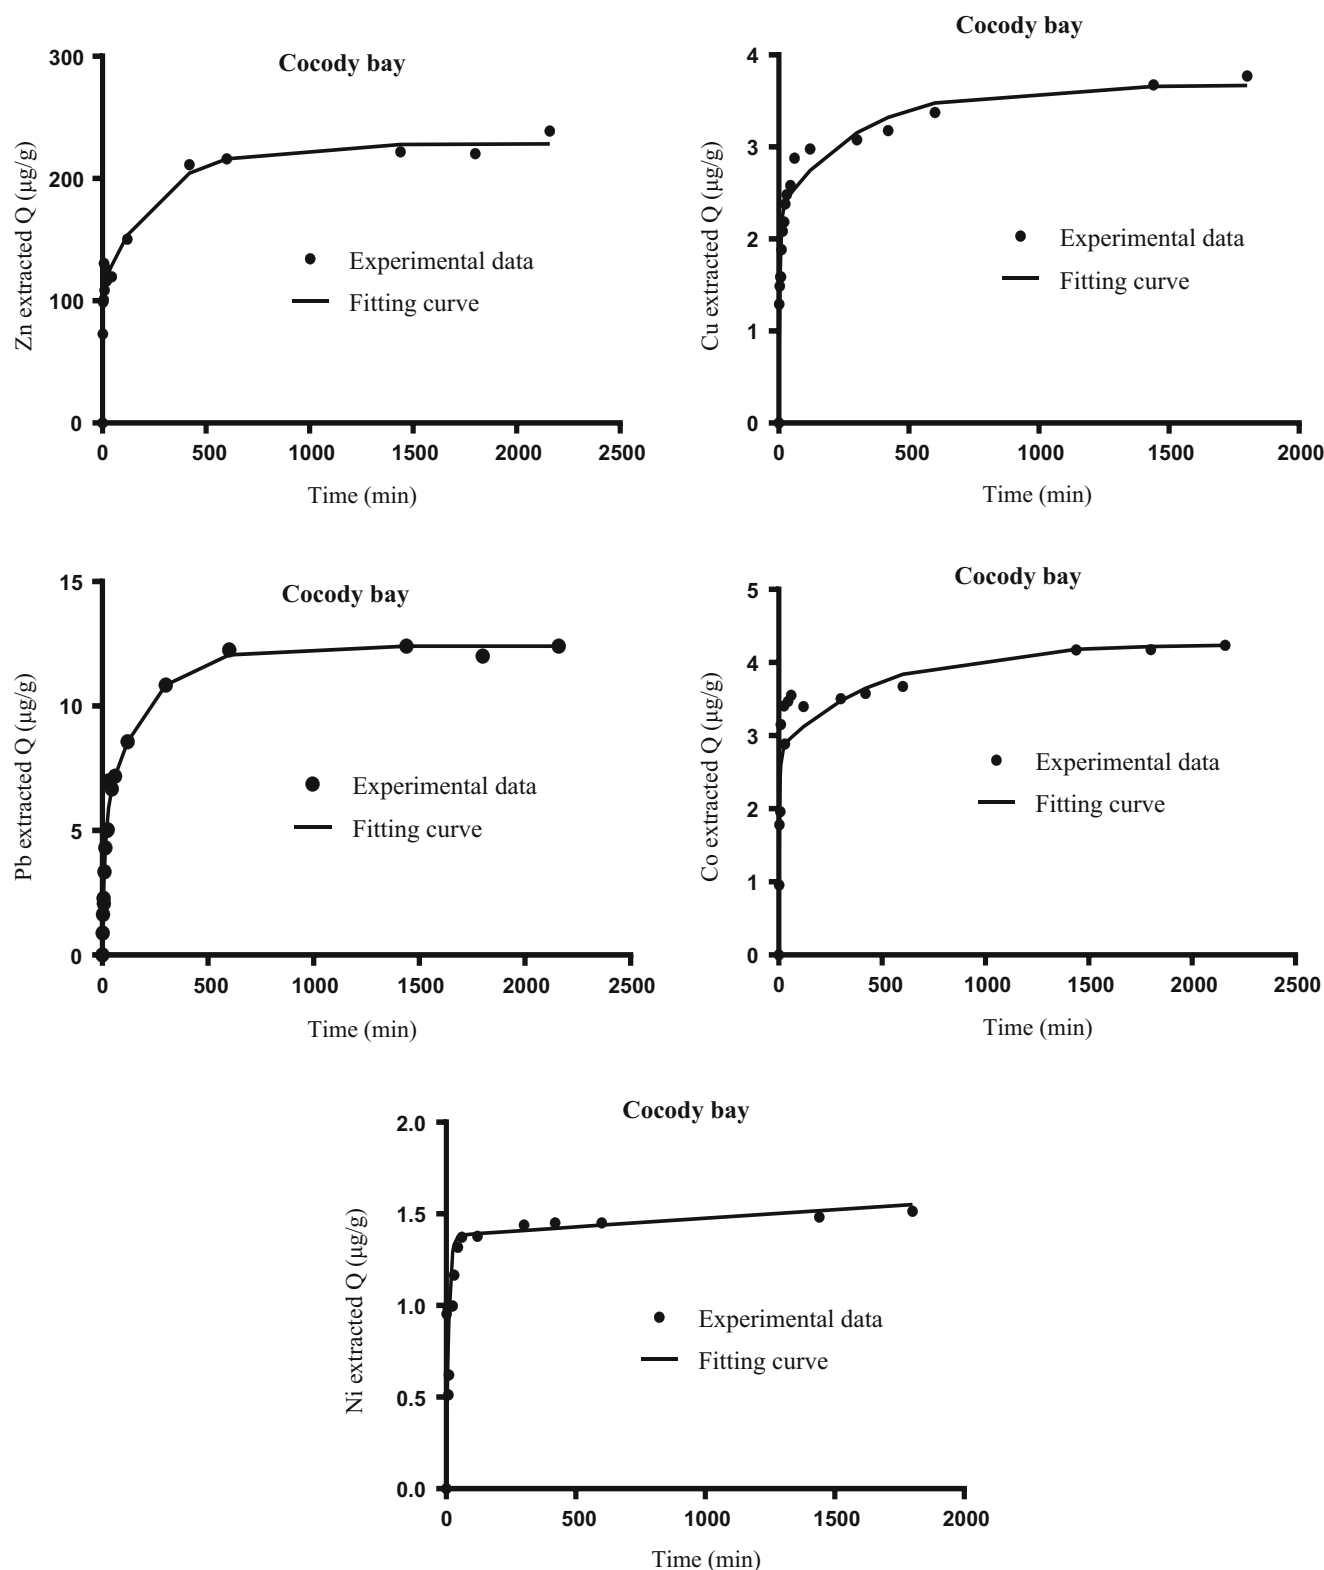 Cocody bay
300
200
100
0
Zn extracted Q (µg/g)
Experimental data
Fitting curve
0 500 1000 1500 2000 2500
Time (min)
Cocody bay
4
3
2
1
0
Cu extracted Q (µg/g)
Experimental data
Fitting curve
0 500 1000 1500 2000
Time (min)
Cocody bay
15
10
5
0
Pb extracted Q (µg/g)
Experimental data
Fitting curve
0 500 1000 1500 2000 2500
Time (min)
Cocody bay
5
4
3
2
1
0
Co extracted Q (µg/g)
Experimental data
Fitting curve
0 500 1000 1500 2000 2500
Time (min)
Cocody bay
2.0
1.5
1.0
0.5
0.0
Ni extracted Q (µg/g)
Experimental data
Fitting curve
0 500 1000 1500 2000
Time (min)